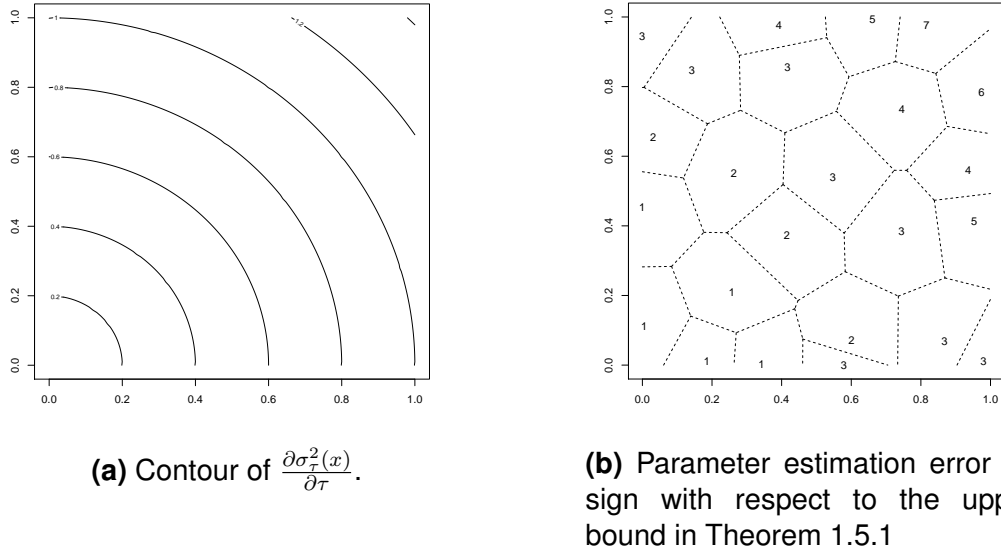 1.0
0.8
0.6
0.4
0.2
0.0
1
1.2
0.8
0.6
0.4
0.2
0.0 0.2 0.4 0.6 0.8 1.0
(a) Contour of ∂σ²_τ(x)/∂τ.
1.0
0.8
0.6
0.4
0.2
0.0
3 4 5 7
3 3
4 6
2
2 3 4
1
2 3 5
1
1 2 3
1 1 3 3
0.0 0.2 0.4 0.6 0.8 1.0
(b) Parameter estimation error
sign with respect to the upp
bound in Theorem 1.5.1